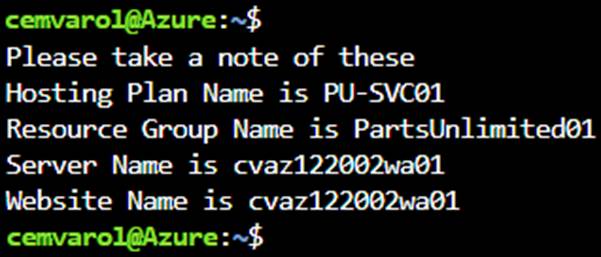 cemvarol@Azure:~$
Please take a note of these
Hosting Plan Name is PU-SVC01
Resource Group Name is PartsUnlimited01
Server Name is cvaz122002wa01
Website Name is cvaz122002wa01
cemvarol@Azure:~$